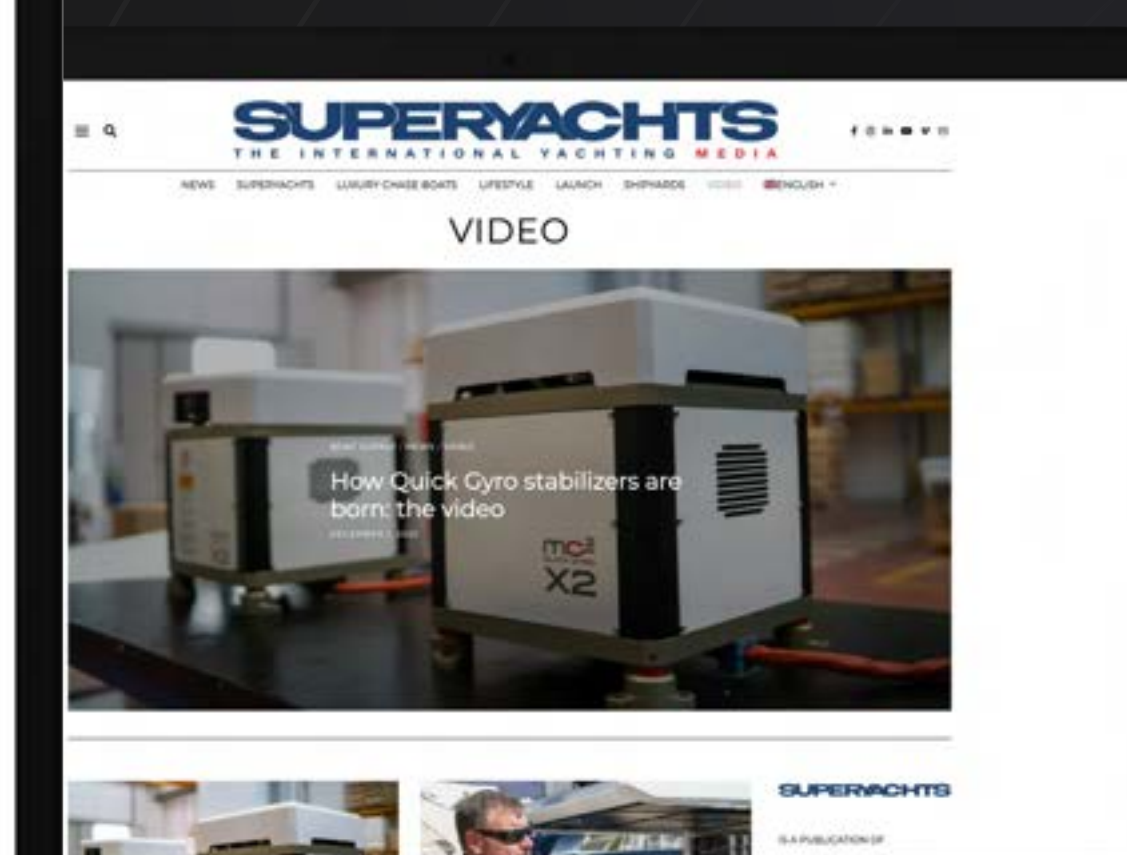 SUPERYACHTS
THE INTERNATIONAL YACHTING MEDIA
NEWS SUPERYACHTS LUXURY CHASE BOATS LIFESTYLE LAUNCH SHIPYARDS VIDEO ENGLISH
VIDEO
How Quick Gyro stabilizers are
born: the video
X2
X2
SUPERYACHTS
IS A PUBLICATION OF